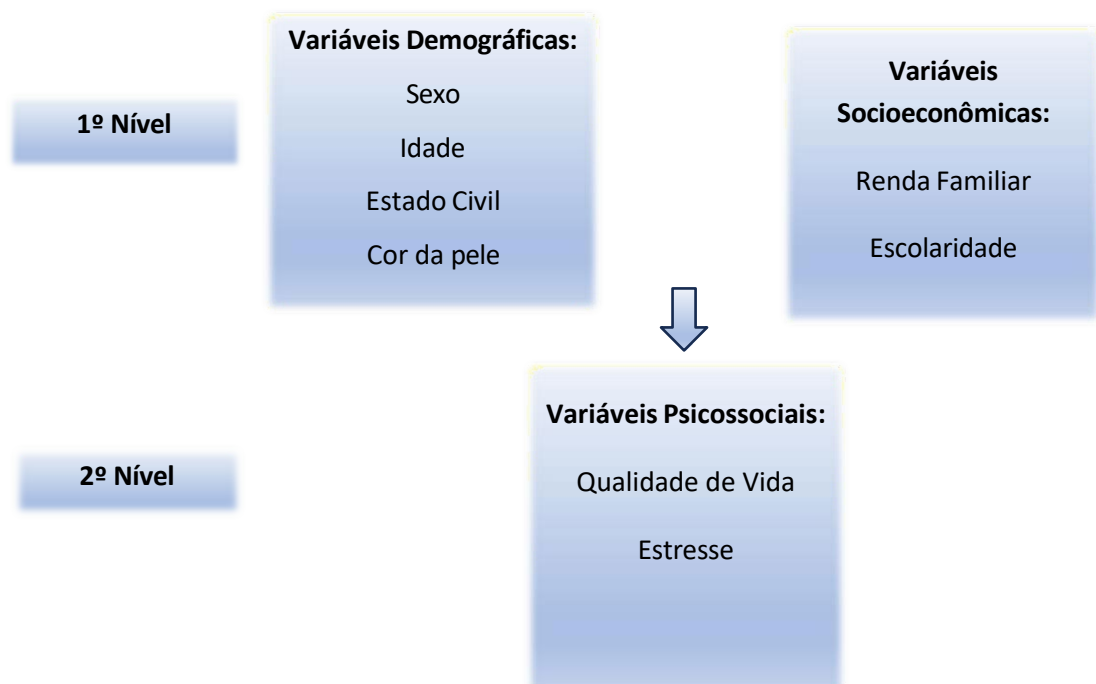 1º Nível
Variáveis Demográficas:
Sexo
Idade
Estado Civil
Cor da pele
Variáveis
Socioeconômicas:
Renda Familiar
Escolaridade
2º Nível
Variáveis Psicossociais:
Qualidade de Vida
Estresse